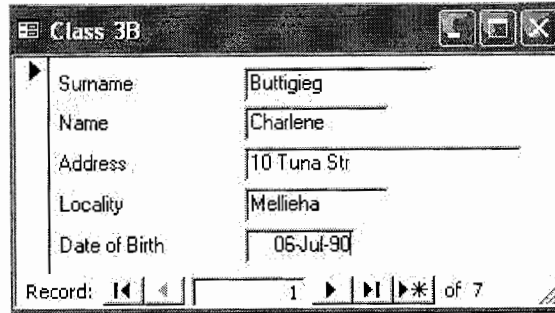 Class 3B
Surname Buttigieg
Name Charlene
Address 10 Tuna Str
Locality Mellieha
Date of Birth 06-Jul-90
Record: 1 of 7